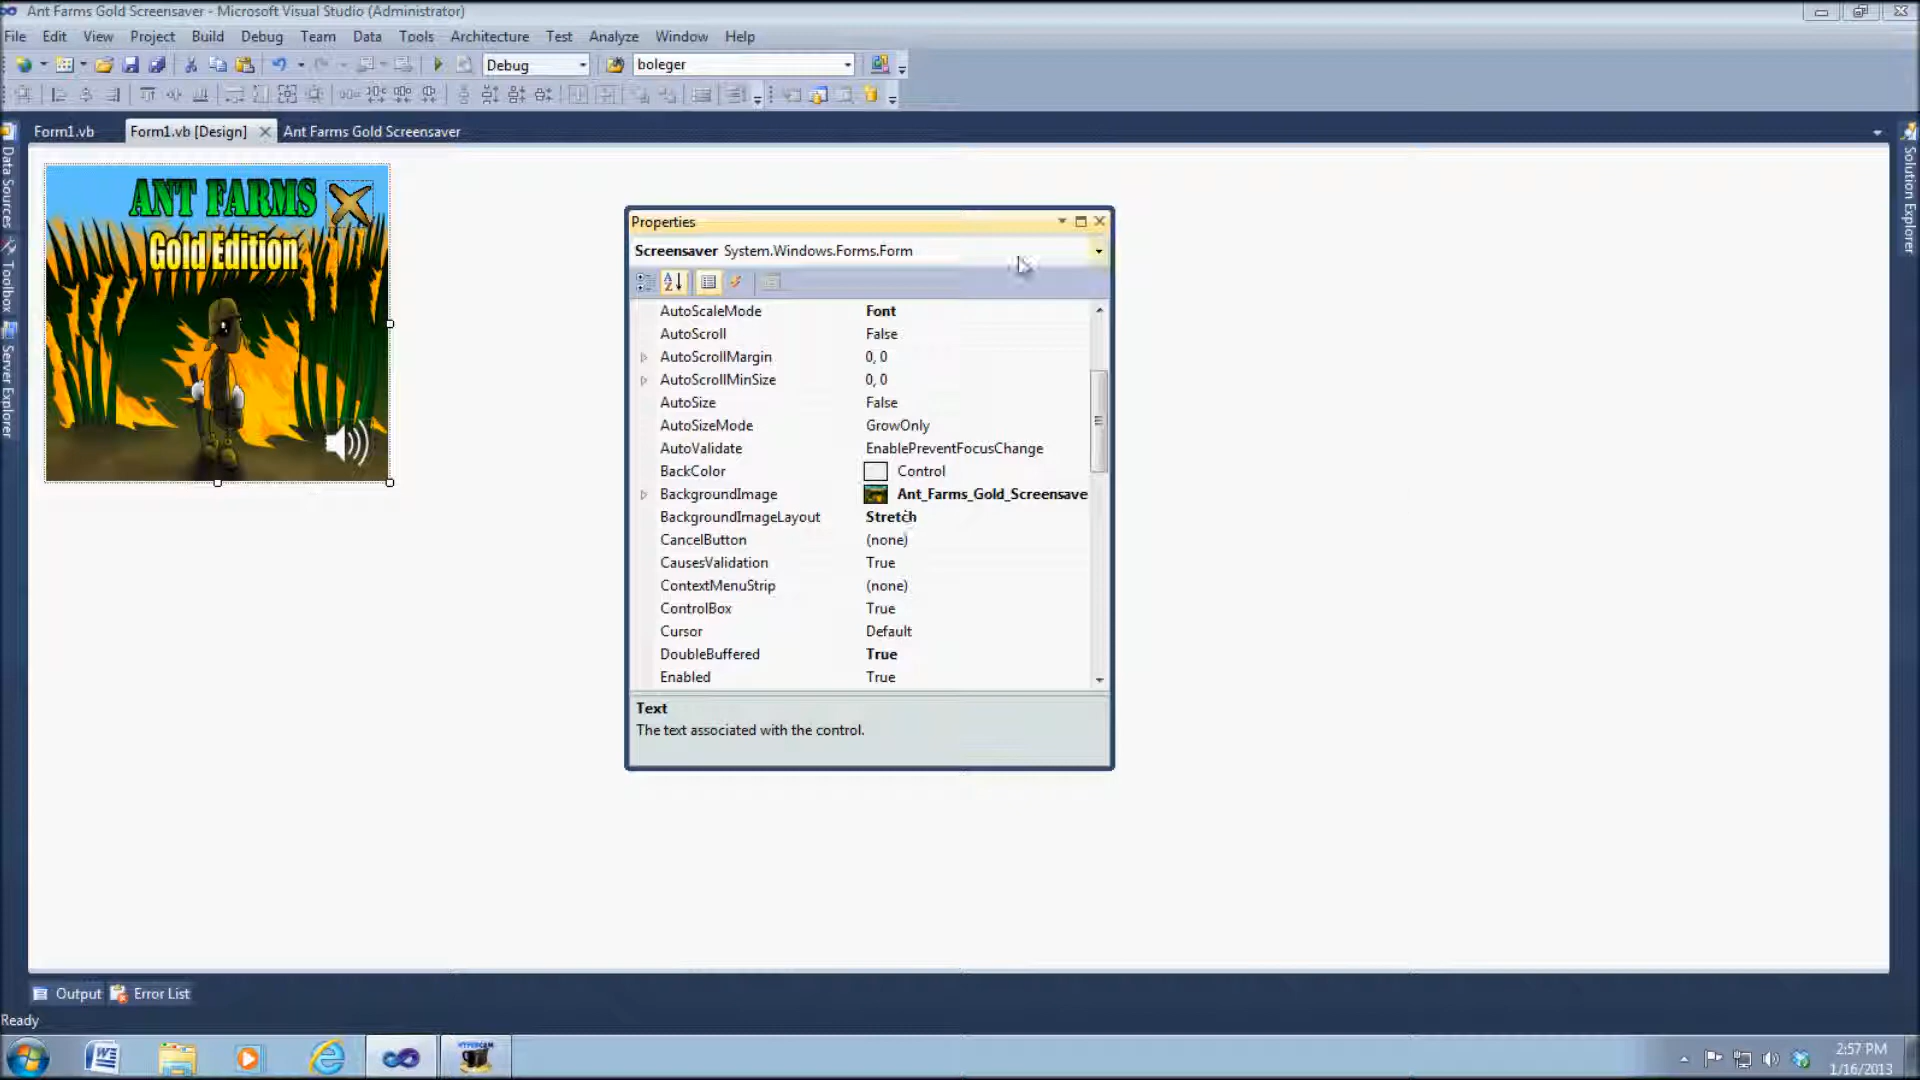 Ant Farms Gold Screensaver - Microsoft Visual Studio (Administrator)
File Edit View Project Build Debug Team Data Tools Architecture Test Analyze Window Help
Debug boleger
Form1.vb Form1.vb [Design] Ant Farms Gold Screensaver
Data Sources
Toolbox
Server Explorer
Solution Explorer
ANT FARMS
Gold Edition
Properties
Screensaver System.Windows.Forms.Form
AutoScaleMode Font
AutoScroll False
AutoScrollMargin 0, 0
AutoScrollMinSize 0, 0
AutoSize False
AutoSizeMode GrowOnly
AutoValidate EnablePreventFocusChange
BackColor Control
BackgroundImage Ant_Farms_Gold_Screensave
BackgroundImageLayout Stretch
CancelButton (none)
CausesValidation True
ContextMenuStrip (none)
ControlBox True
Cursor Default
DoubleBuffered True
Enabled True
Text
The text associated with the control.
Output Error List
Ready
2:57 PM
1/16/2013